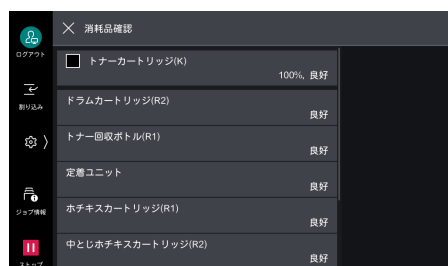 消耗品確認
ログアウト
トナーカートリッジ(K)
100%, 良好
割り込み
ドラムカートリッジ(R2)
良好
トナー回収ボトル(R1)
良好
定着ユニット
良好
ジョブ情報
ホチキスカートリッジ(R1)
良好
中とじホチキスカートリッジ(R2)
良好
ストップ